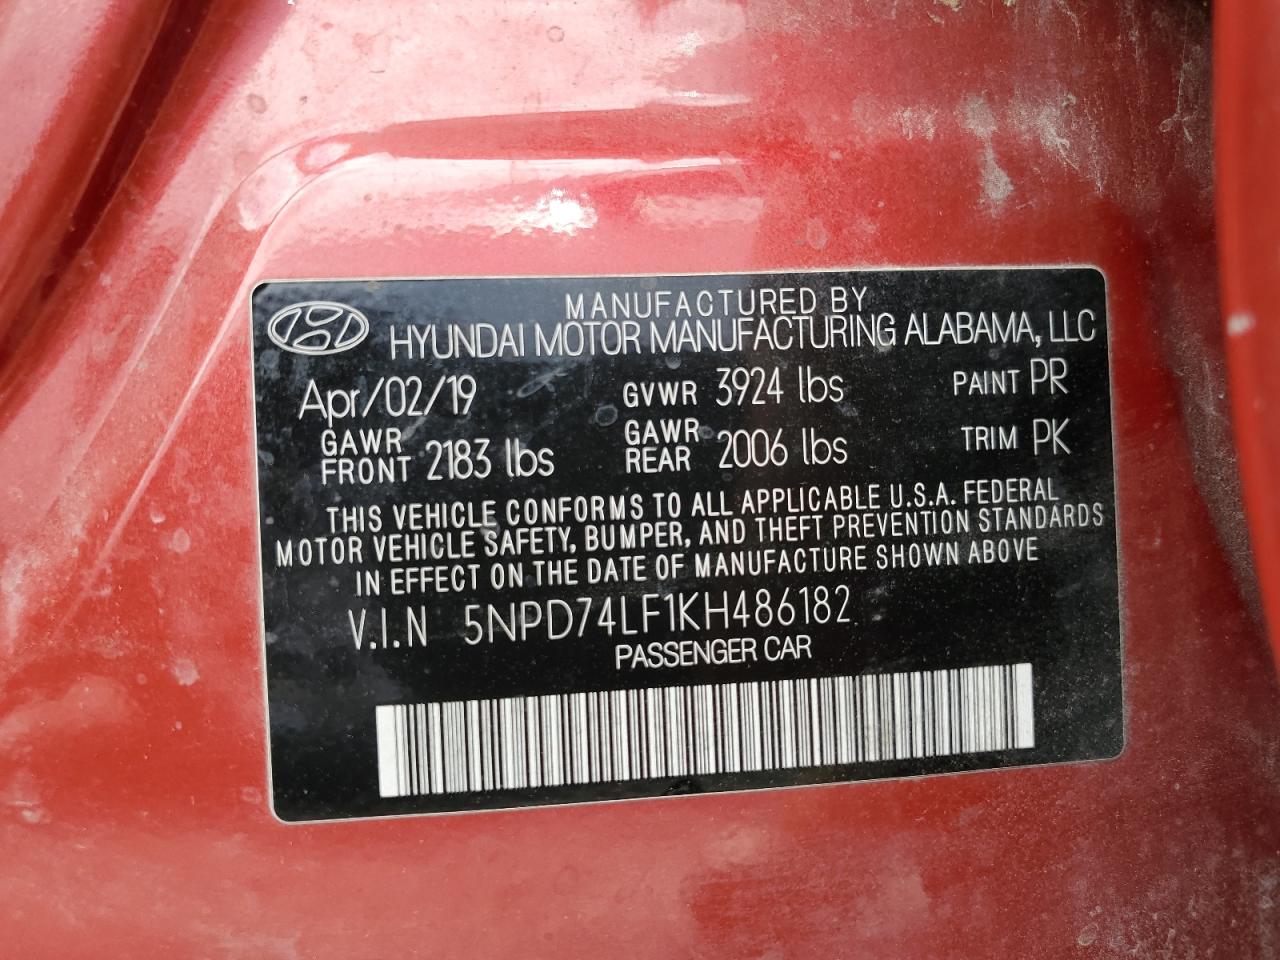 MANUFACTURED BY
HYUNDAI MOTOR MANUFACTURING ALABAMA, LLC
Apr/02/19 GVWR 3924 lbs PAINT PR
GAWR FRONT 2183 lbs GAWR REAR 2006 lbs TRIM PK
THIS VEHICLE CONFORMS TO ALL APPLICABLE U.S.A. FEDERAL
MOTOR VEHICLE SAFETY, BUMPER, AND THEFT PREVENTION STANDARDS
IN EFFECT ON THE DATE OF MANUFACTURE SHOWN ABOVE
V.I.N 5NPD74LF1KH486182
PASSENGER CAR